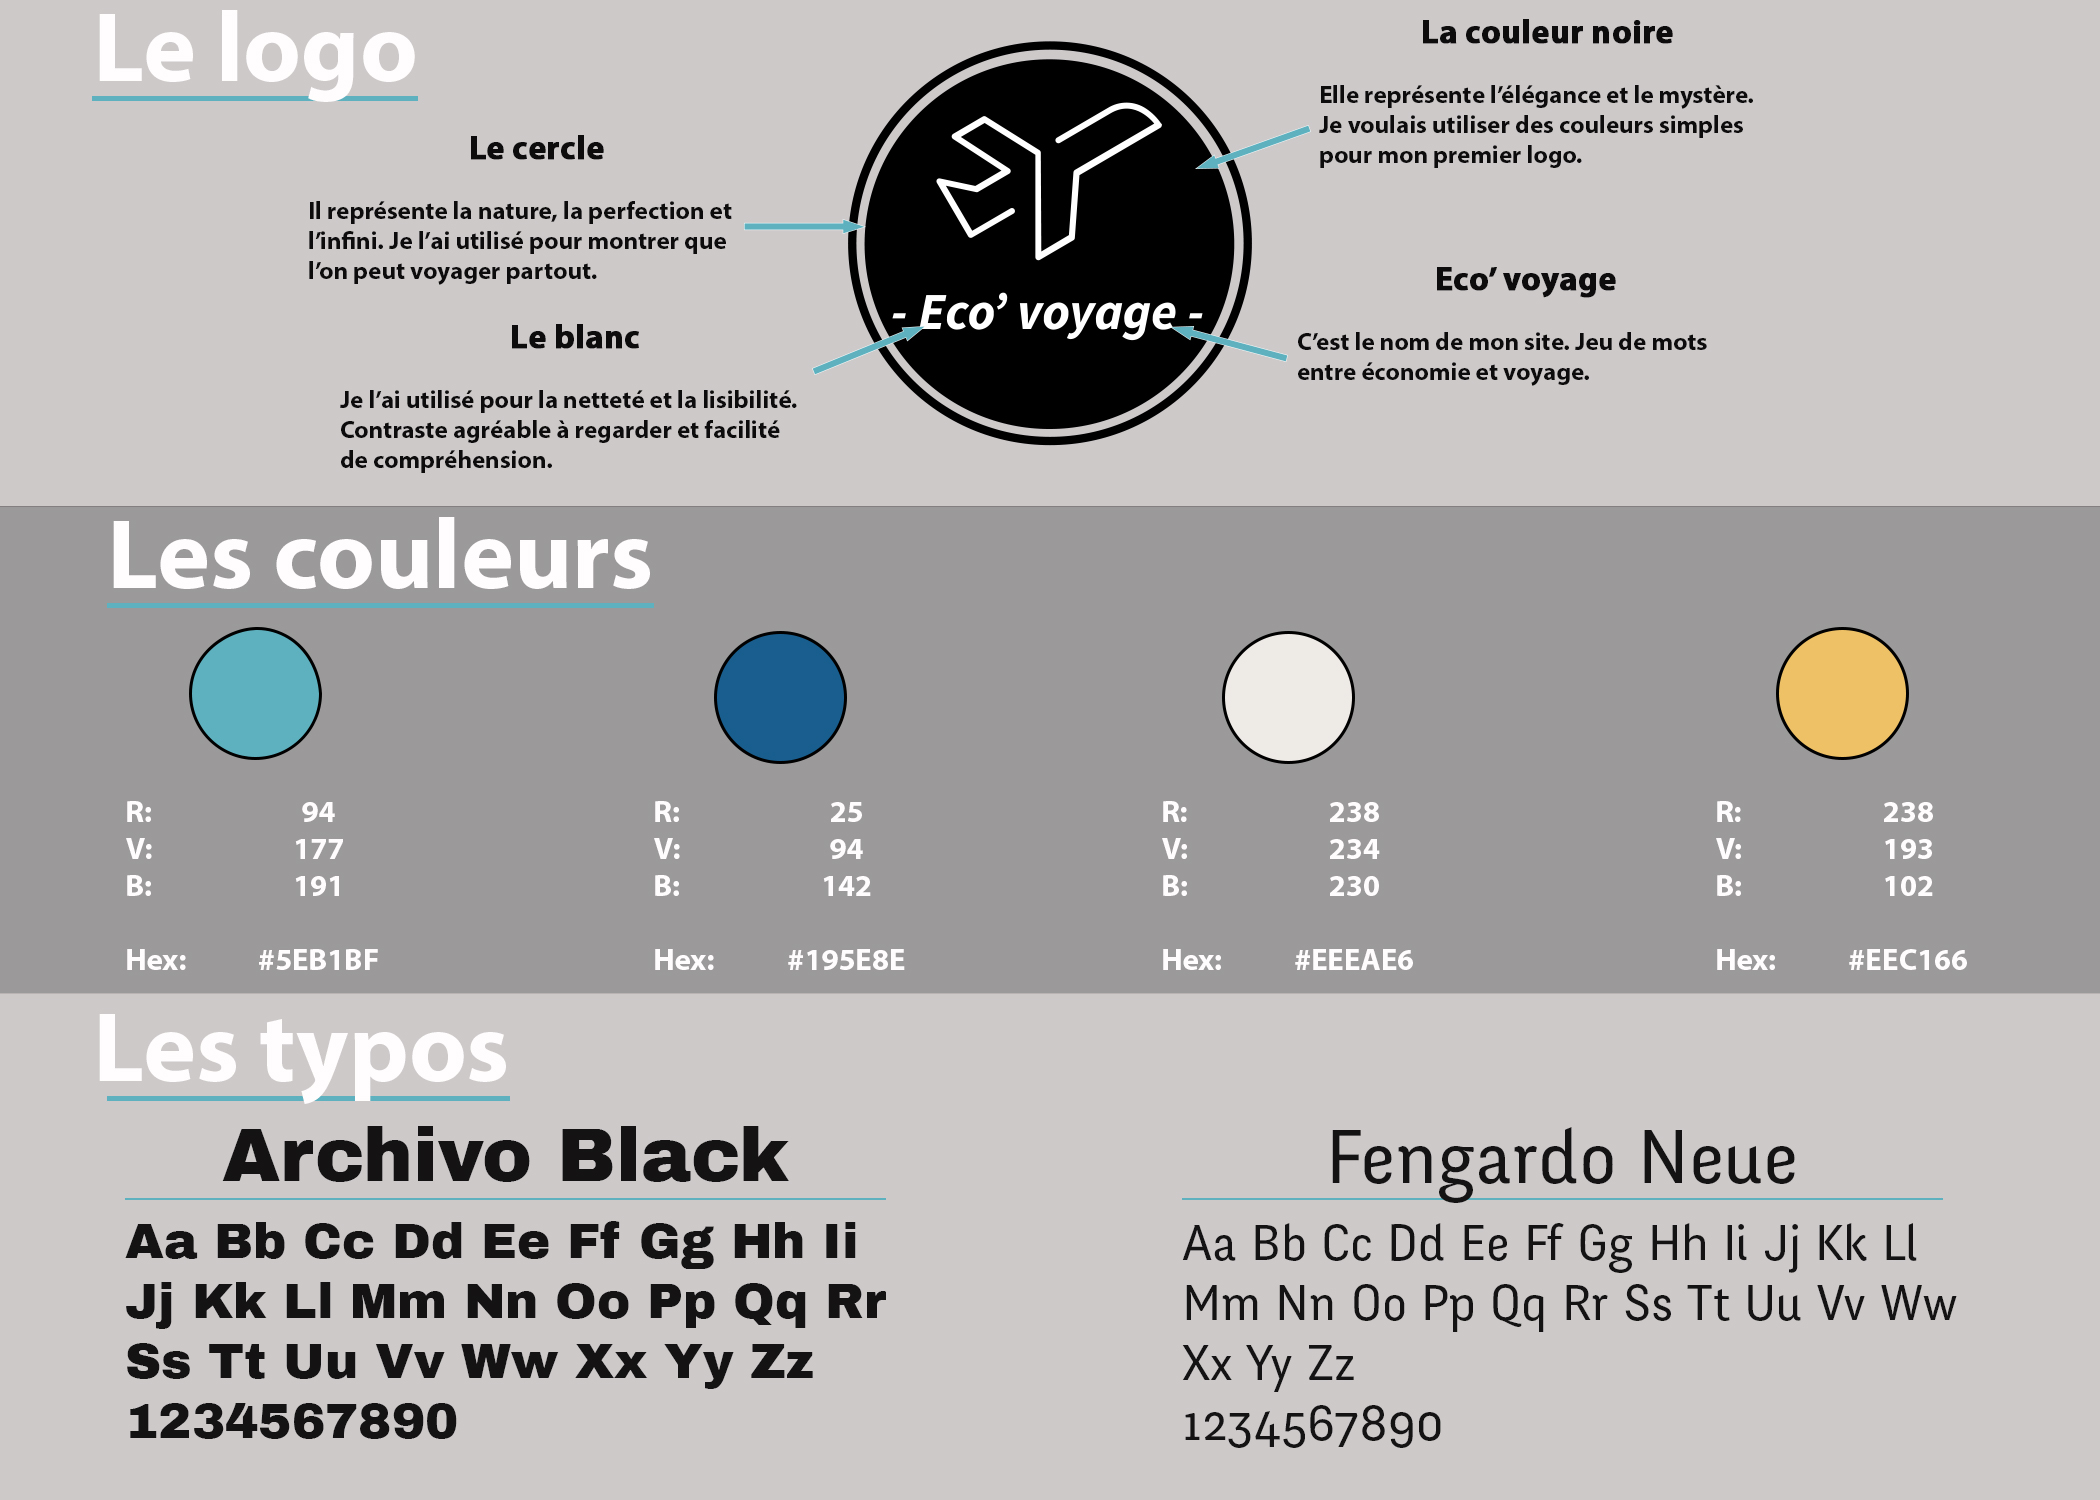 Le logo
Le cercle
Il représente la nature, la perfection et
l’infini. Je l’ai utilisé pour montrer que
l’on peut voyager partout.
Le blanc
Je l’ai utilisé pour la netteté et la lisibilité.
Contraste agréable à regarder et facilité
de compréhension.
- Eco’ voyage -
La couleur noire
Elle représente l’élégance et le mystère.
Je voulais utiliser des couleurs simples
pour mon premier logo.
Eco’ voyage
C’est le nom de mon site. Jeu de mots
entre économie et voyage.
Les couleurs
R: 94
V: 177
B: 191
Hex: #5EB1BF
R: 25
V: 94
B: 142
Hex: #195E8E
R: 238
V: 234
B: 230
Hex: #EEEAE6
R: 238
V: 193
B: 102
Hex: #EEC166
Les typos
Archivo Black
Aa Bb Cc Dd Ee Ff Gg Hh Ii
Jj Kk Ll Mm Nn Oo Pp Qq Rr
Ss Tt Uu Vv Ww Xx Yy Zz
1234567890
Fengardo Neue
Aa Bb Cc Dd Ee Ff Gg Hh Ii Jj Kk Ll
Mm Nn Oo Pp Qq Rr Ss Tt Uu Vv Ww
Xx Yy Zz
1234567890